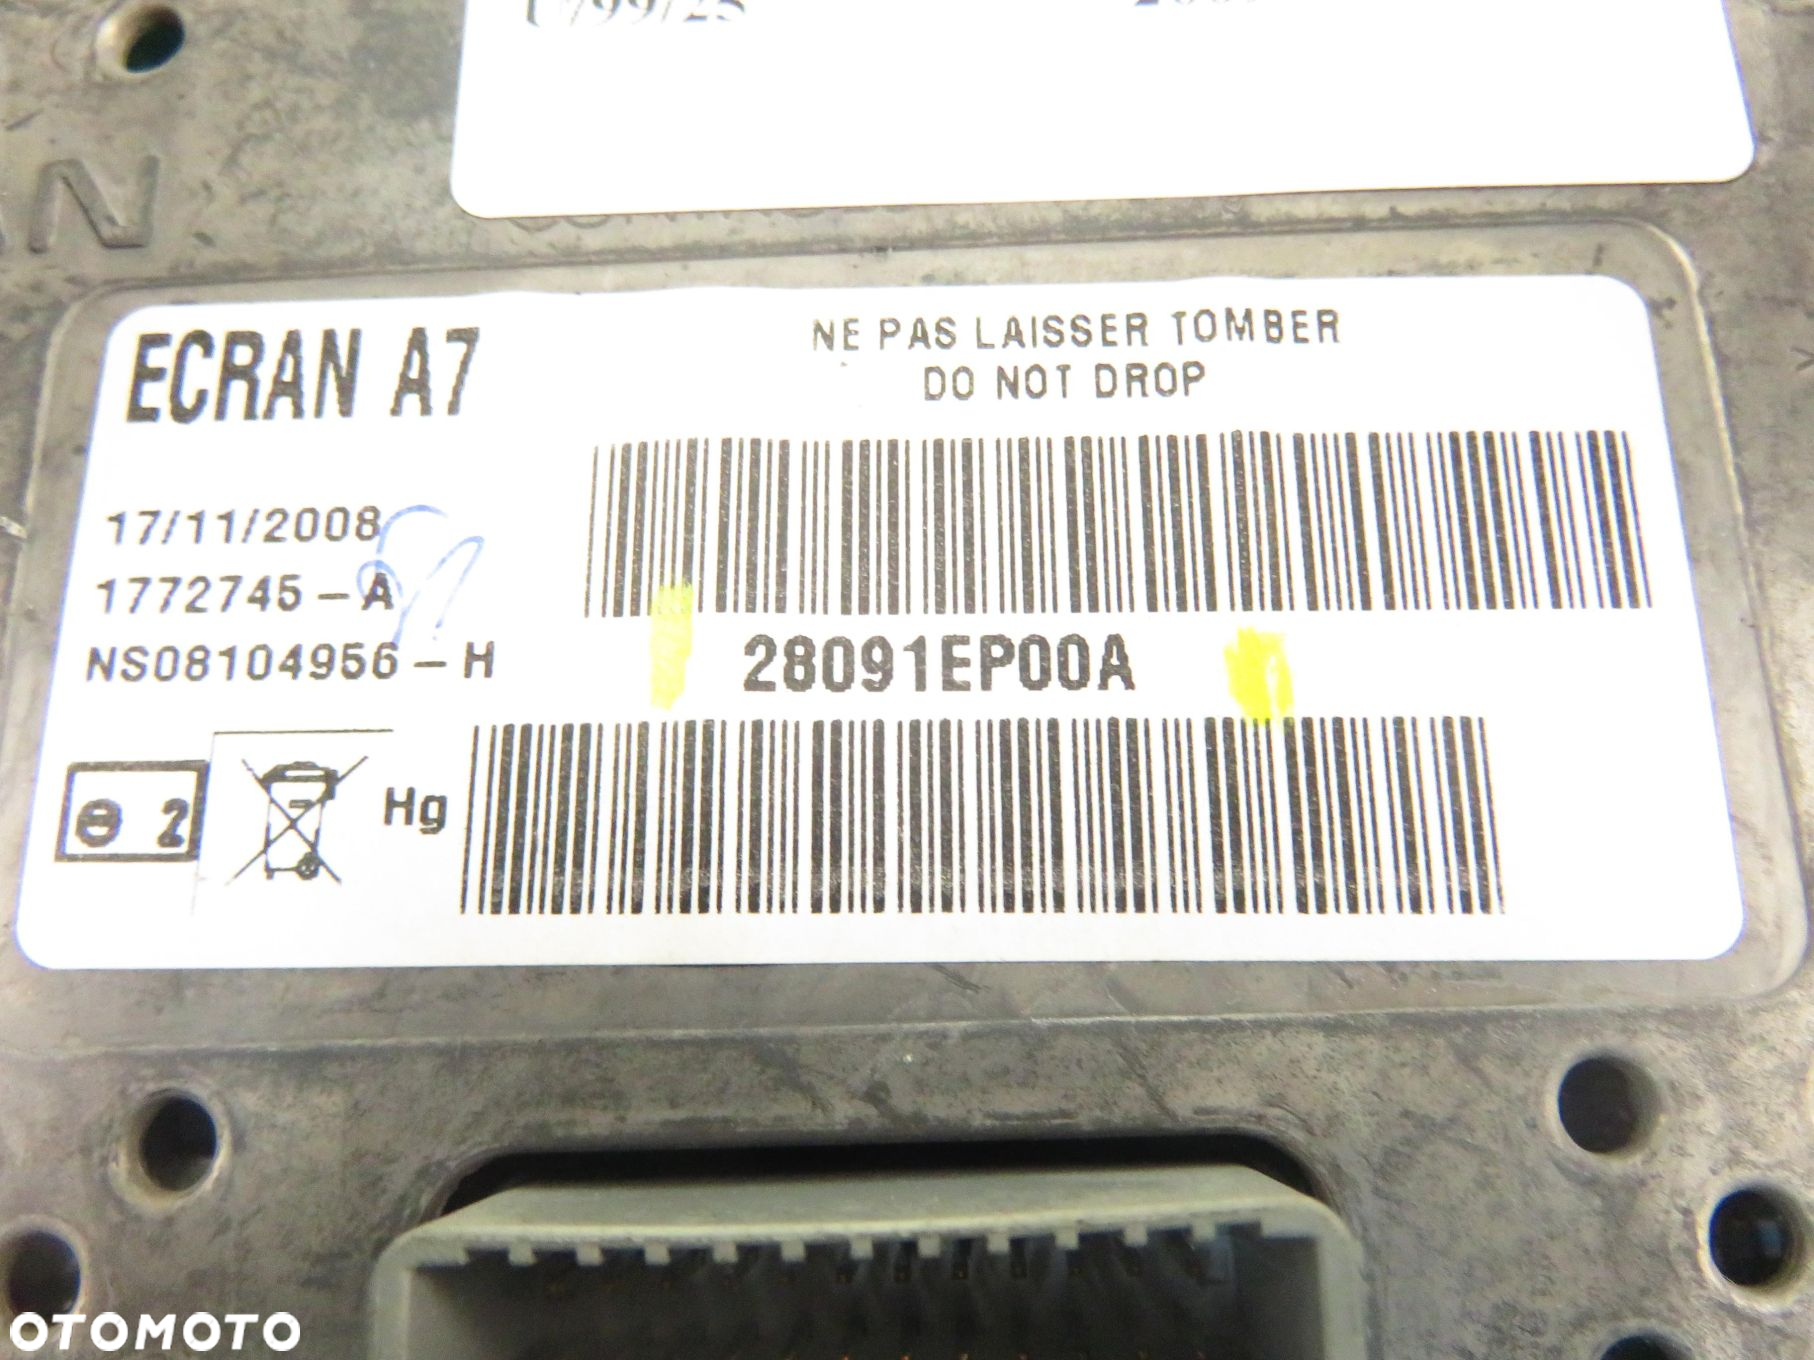 ECRAN A7
NE PAS LAISSER TOMBER
DO NOT DROP
17/11/2008
1772745-A
NS08104956-H
28091EP00A
2
Hg
OTOMOTO